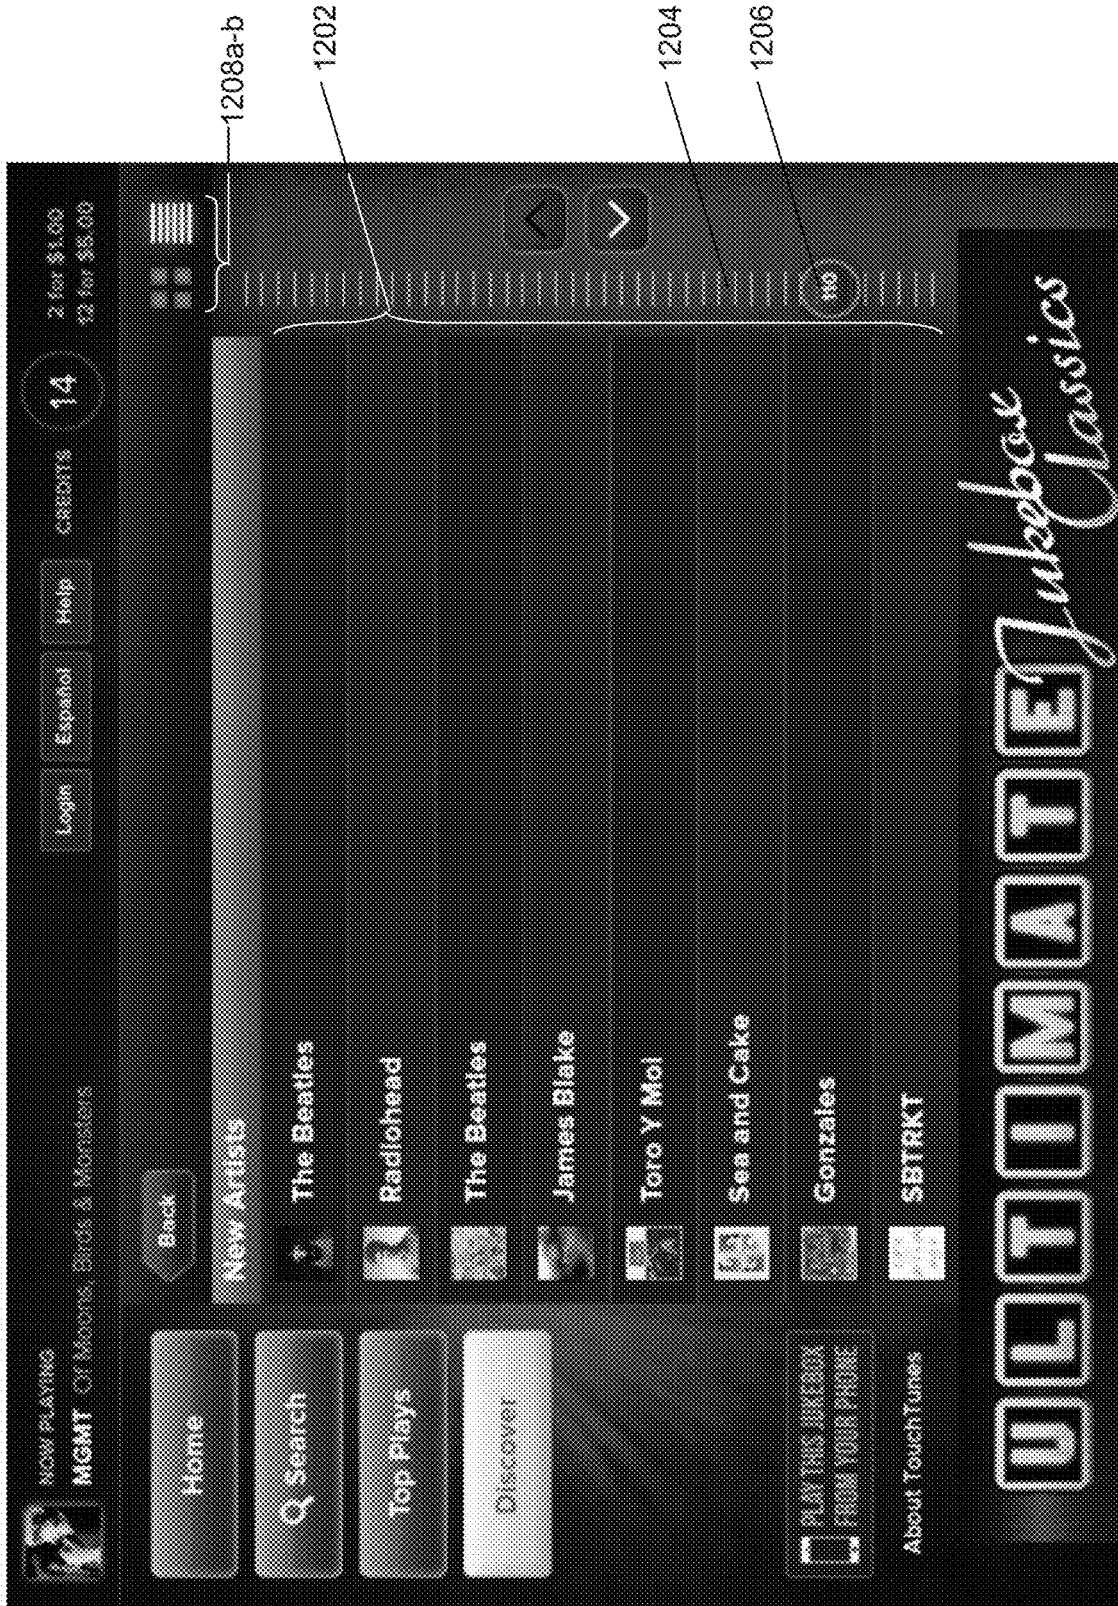 NOW PLAYING
MGMT Of Moons, Birds & Monsters
Login
Español
Help
CREDITS
14
2 for $1.00
12 for $5.00
Home
Search
Top Plays
Discover
PLAY THIS JUKEBOX
FROM YOUR PHONE
About TouchTunes
Back
New Artists
The Beatles
Radiohead
The Beatles
James Blake
Toro Y Moi
Sea and Cake
Gonzales
SBTRKT
110
ULTIMATE Jukebox
Classics
1208a-b
1202
1204
1206